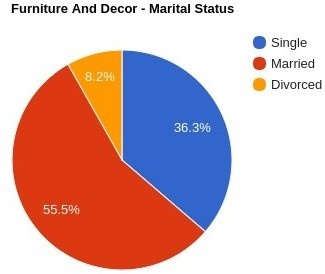 Furniture And Decor - Marital Status
Single
Married
Divorced
8.2%
36.3%
55.5%